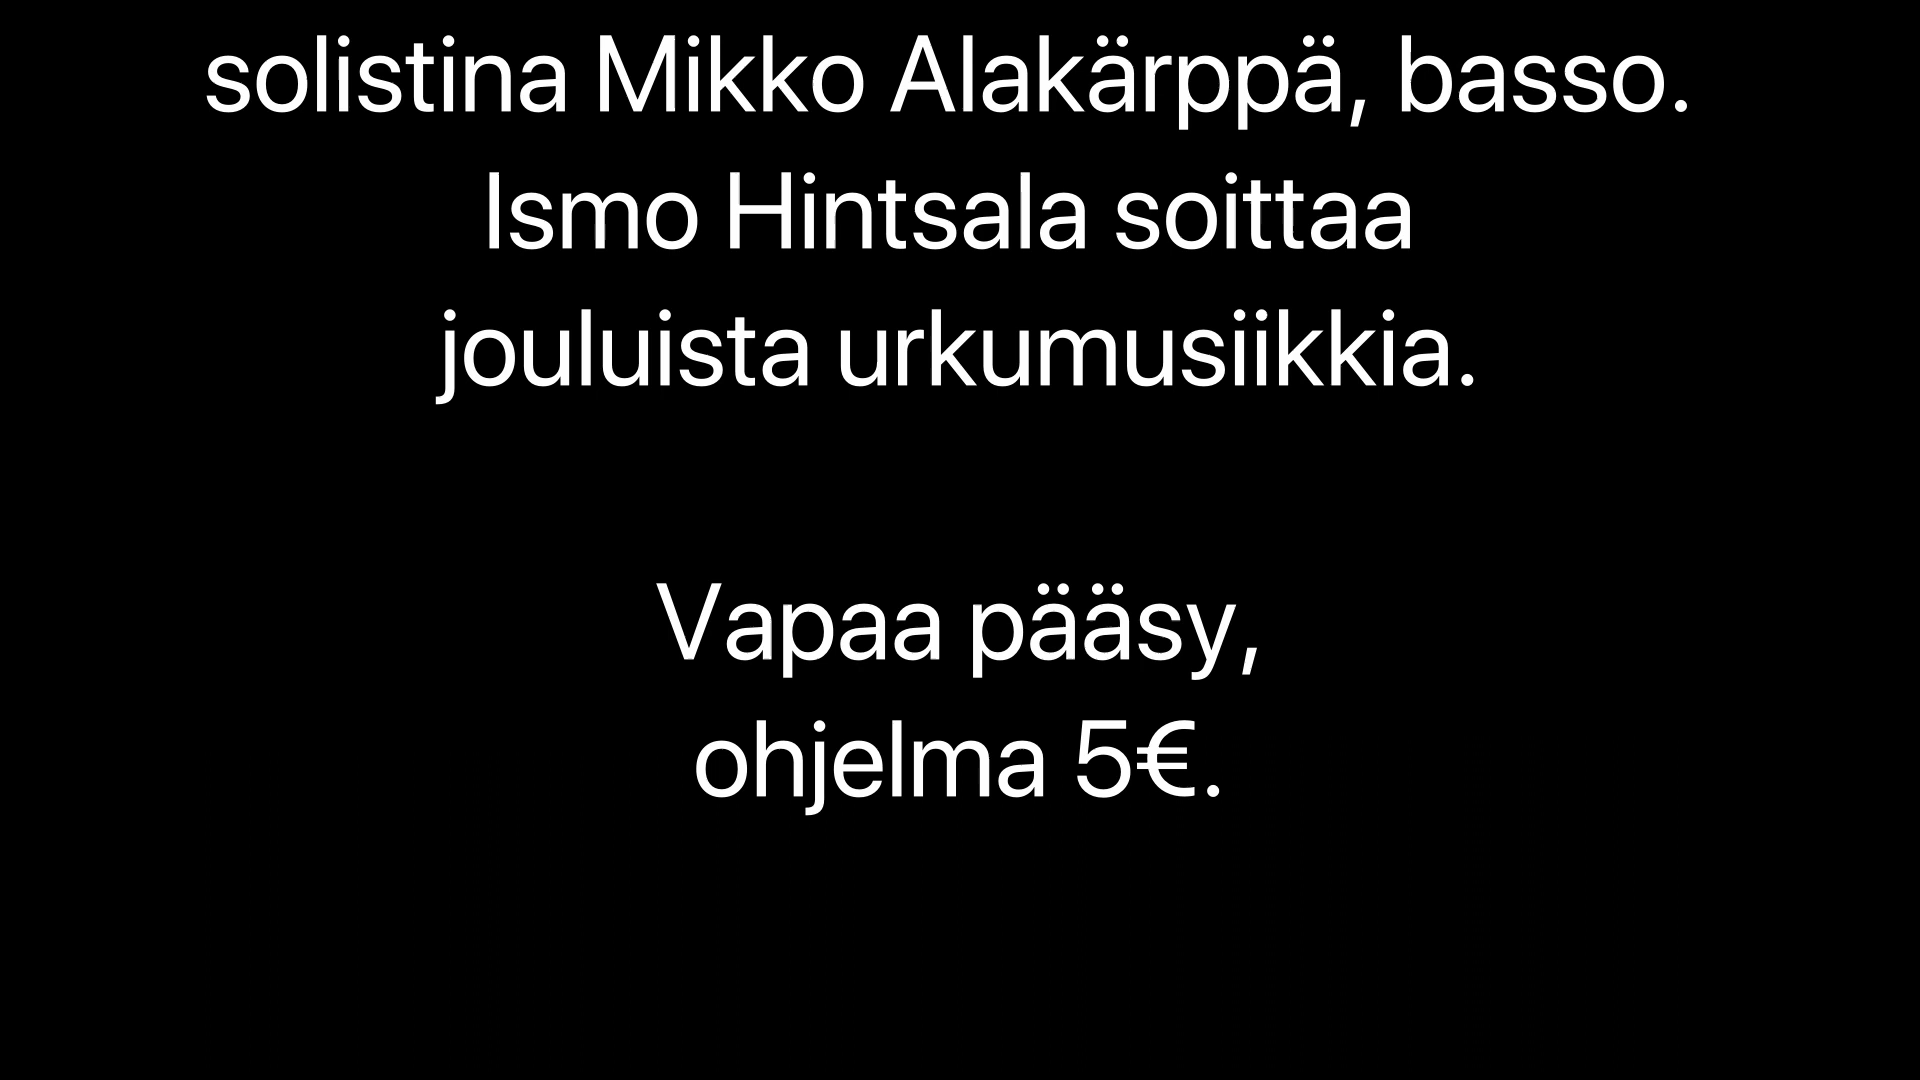 solistina Mikko Alakärppä, basso.
Ismo Hintsala soittaa
jouluista urkumusiikkia.
Vapaa pääsy,
ohjelma 5€.